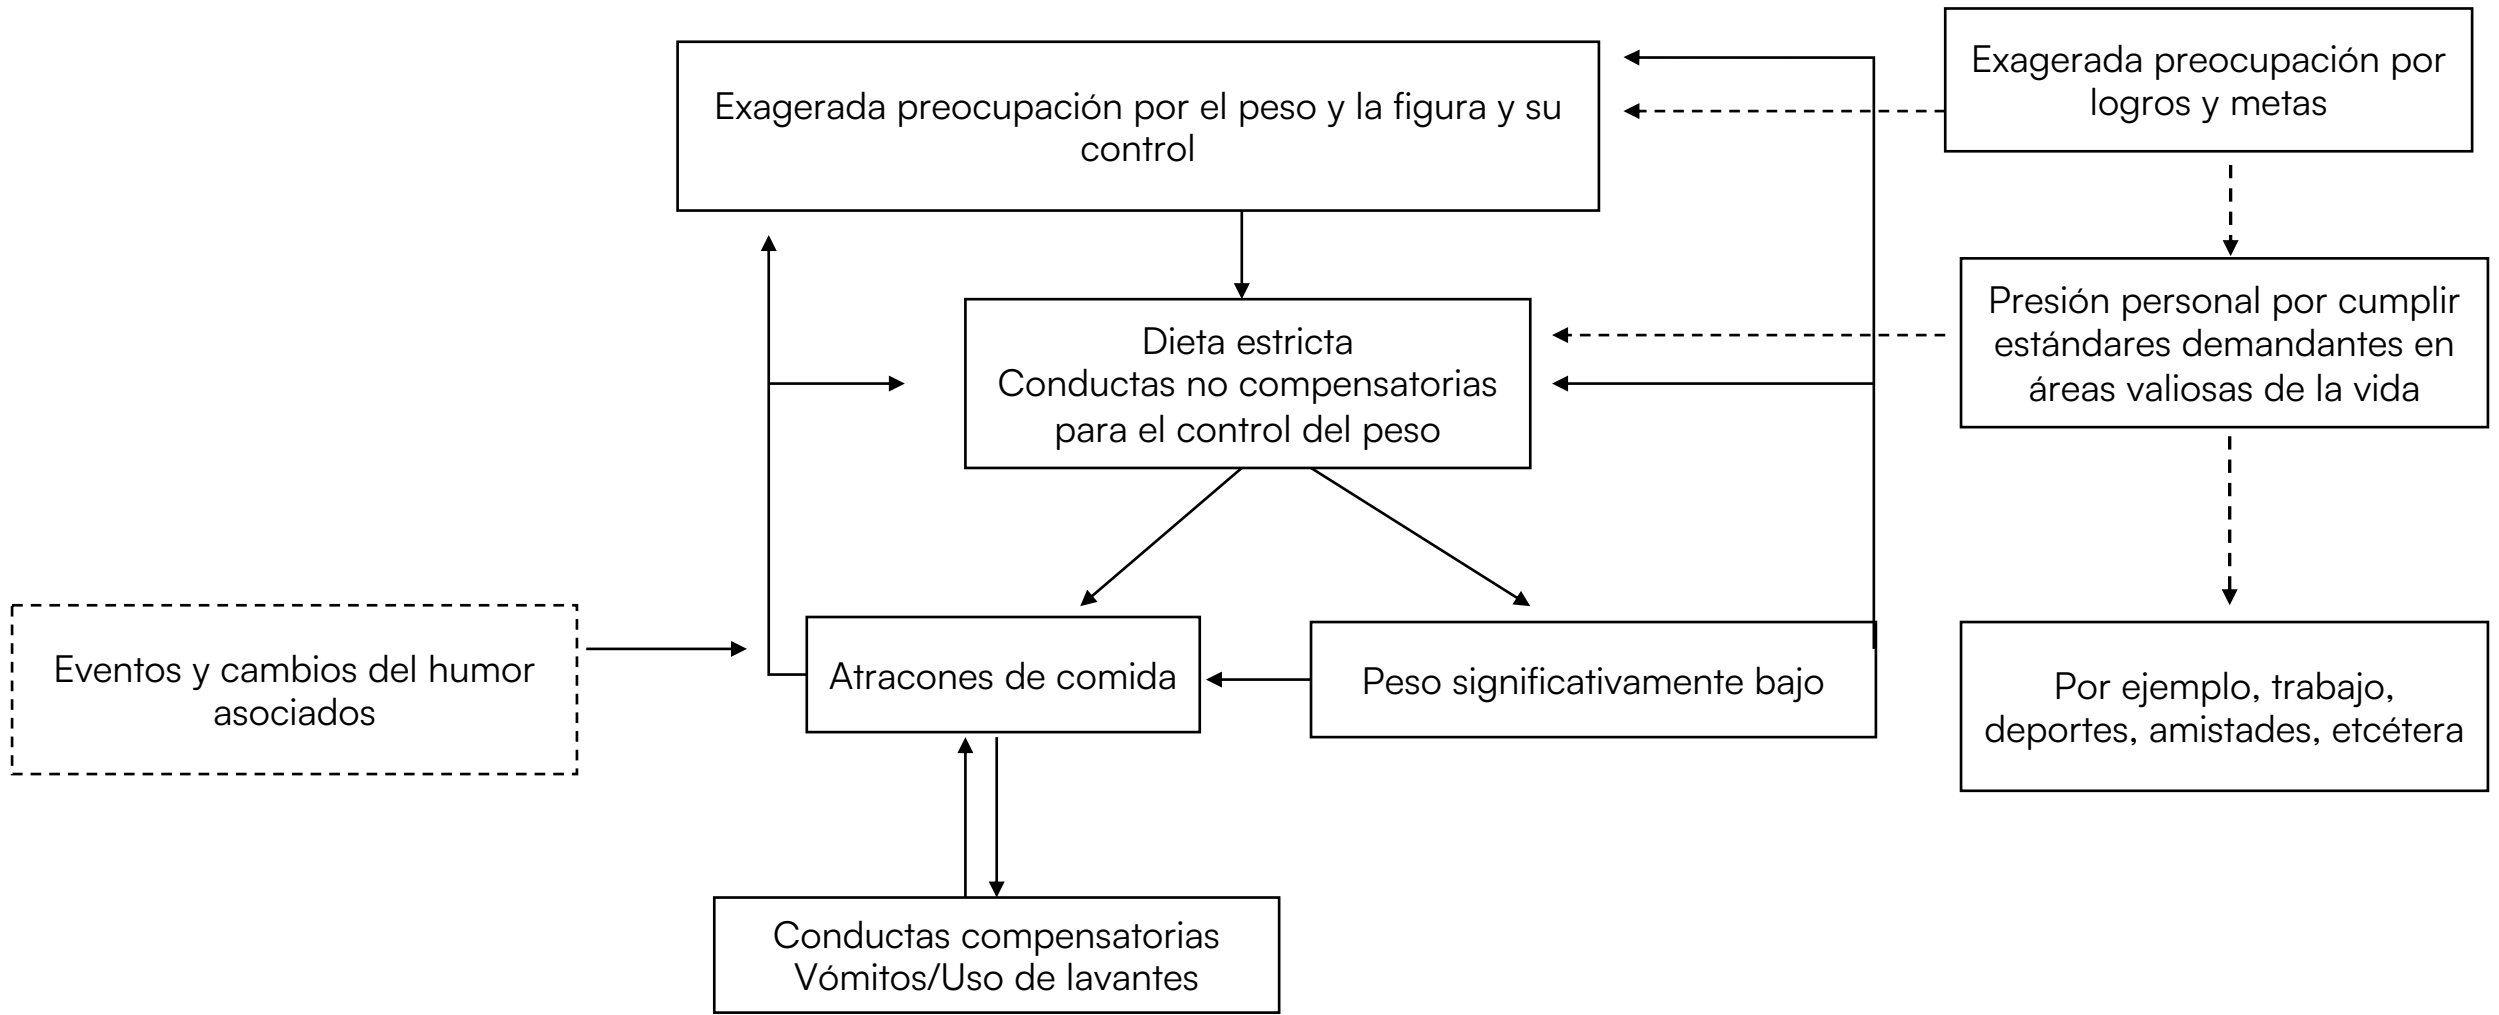 Exagerada preocupación por el peso y la figura y su
control
Exagerada preocupación por
logros y metas
Dieta estricta
Conductas no compensatorias
para el control del peso
Presión personal por cumplir
estándares demandantes en
áreas valiosas de la vida
Eventos y cambios del humor
asociados
Atracones de comida
Peso significativamente bajo
Por ejemplo, trabajo,
deportes, amistades, etcétera
Conductas compensatorias
Vómitos/Uso de lavantes